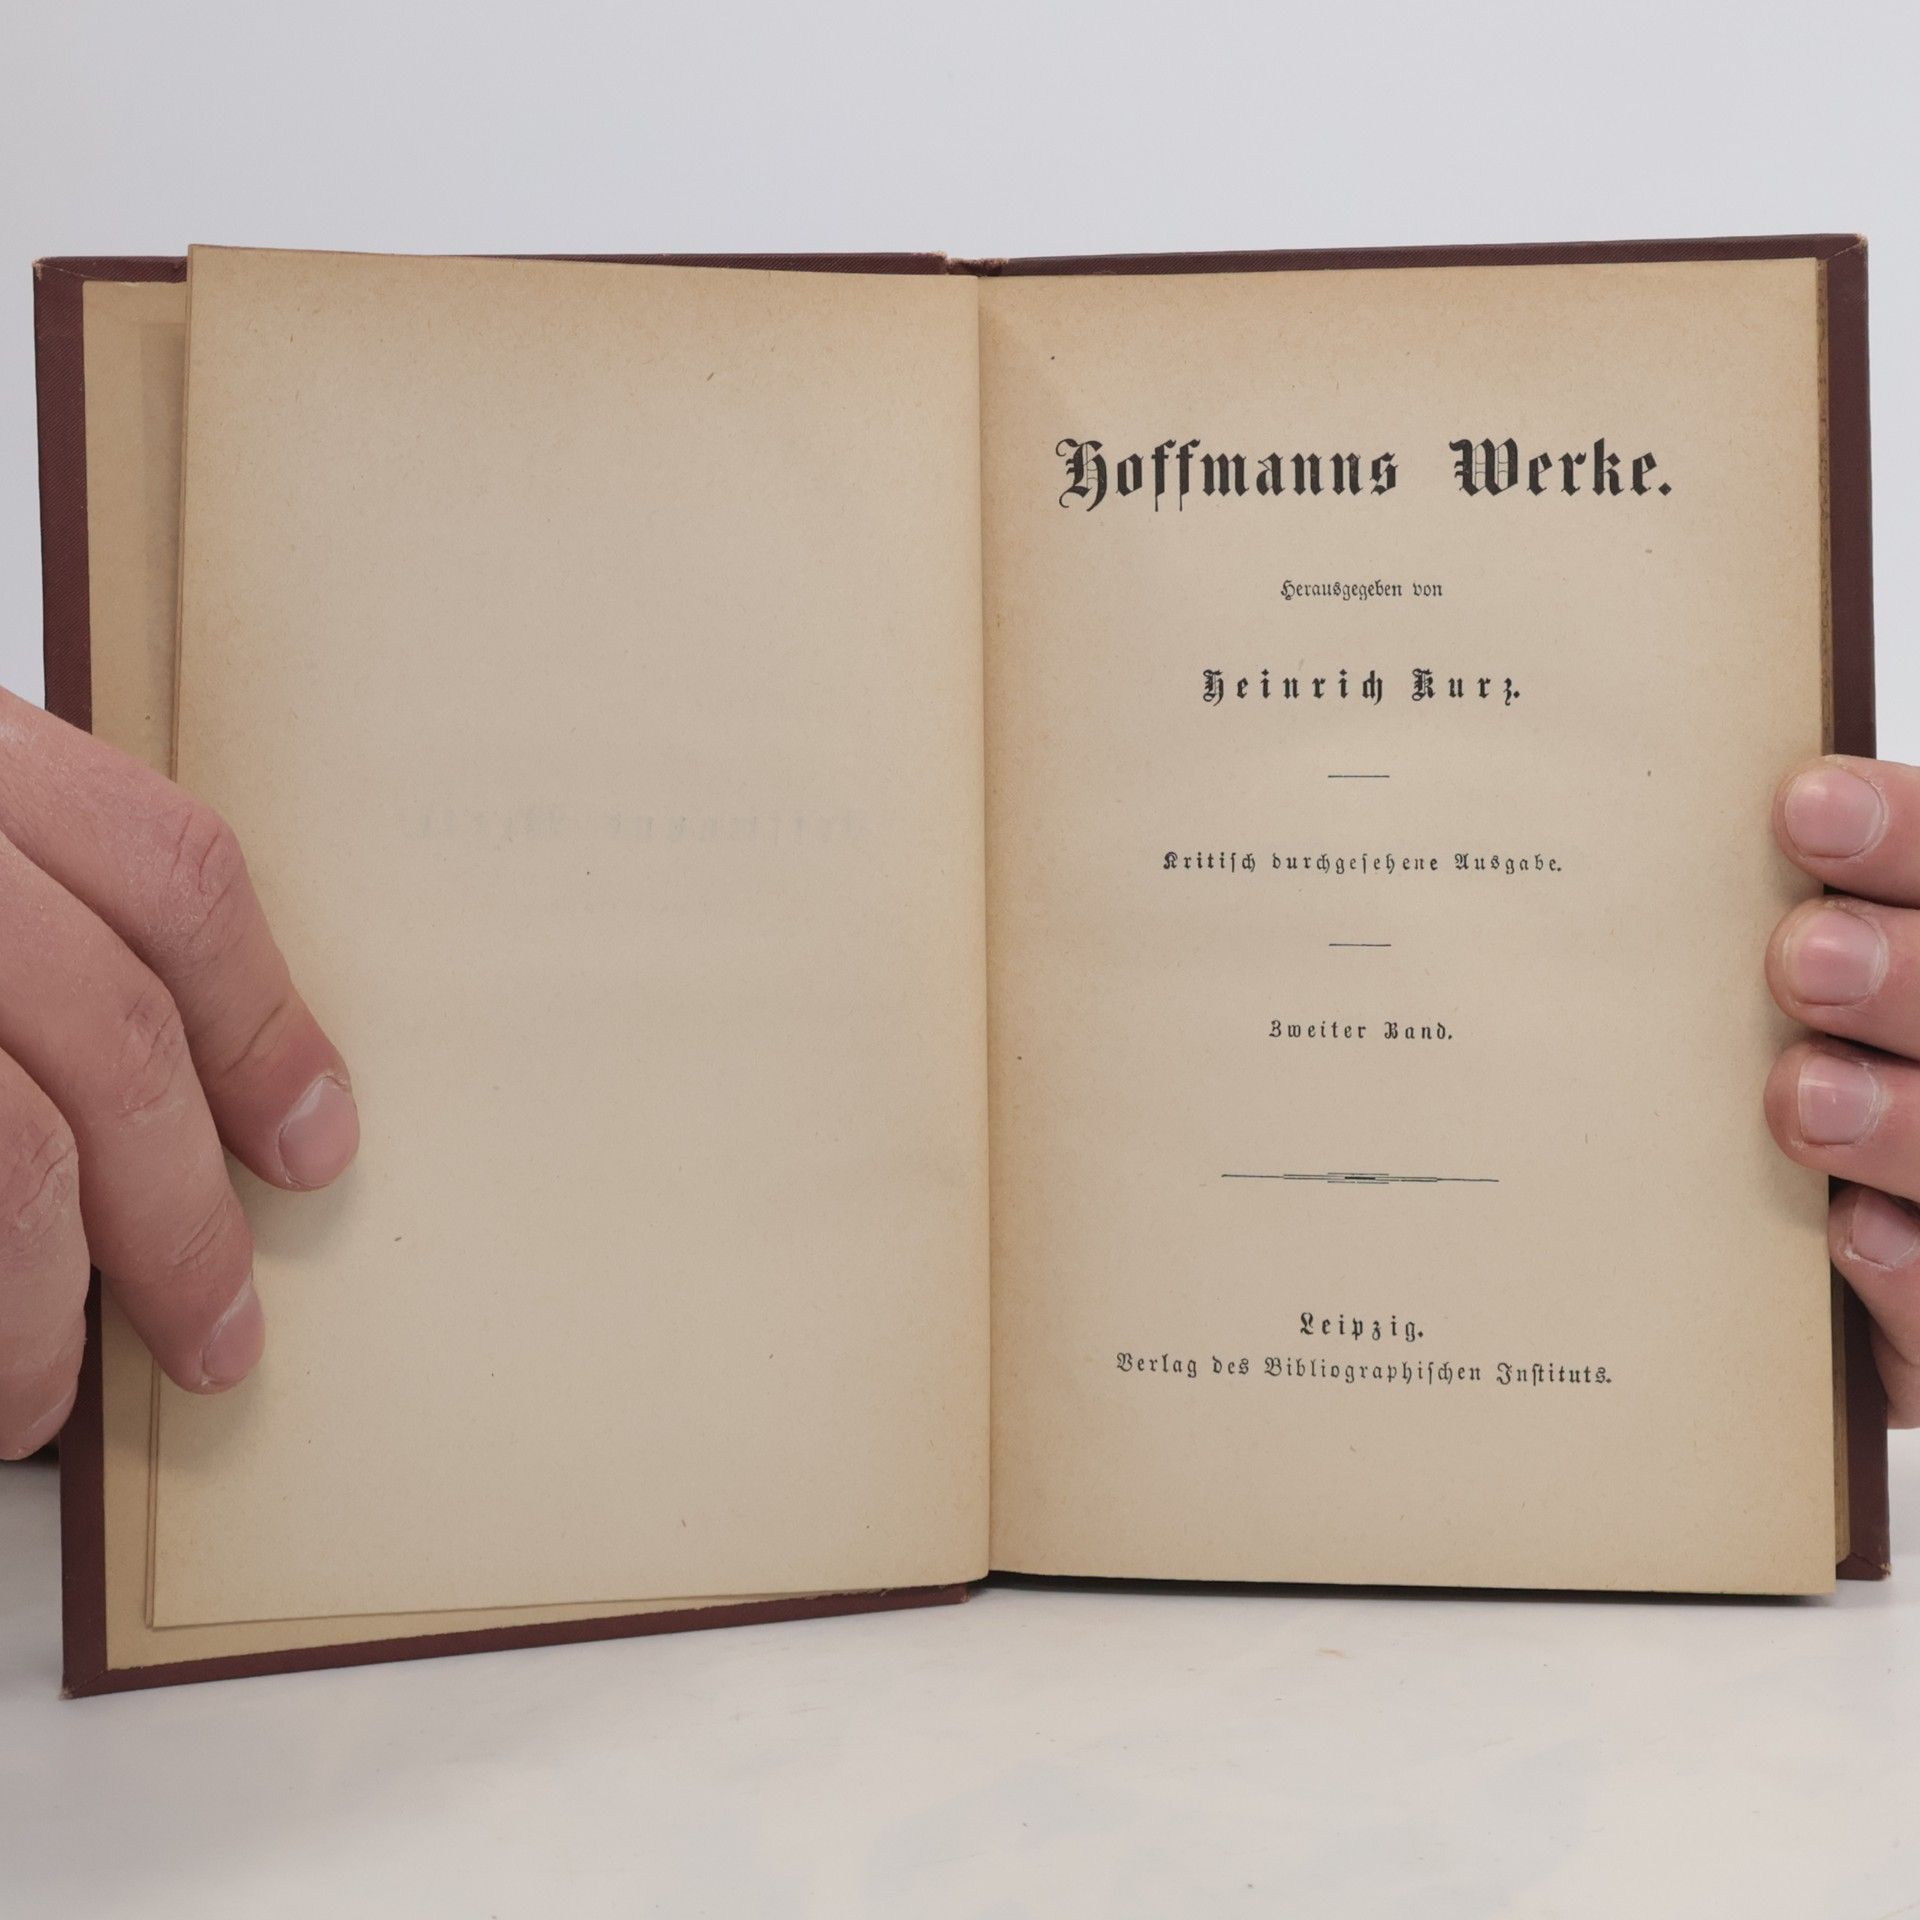 Hoffmanns Werke.
Herausgegeben von
Heinrich Kurz.
Kritiſch durchgeſehene Ausgabe.
Zweiter Band.
Leipzig.
Verlag des Bibliographiſchen Inſtituts.